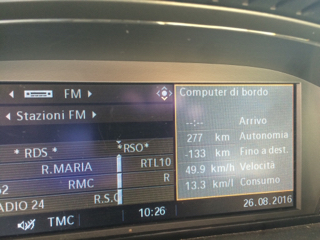 FM
Computer di bordo
Stazioni FM
--:-- Arrivo
277 km Autonomia
* RDS * *RSO*
-133 km Fino a dest.
R.MARIA RTL10
49.9 km/h Velocità
RMC R
13.3 km/l Consumo
ADIO 24 R.S.
26.08.2016
TMC 10:26